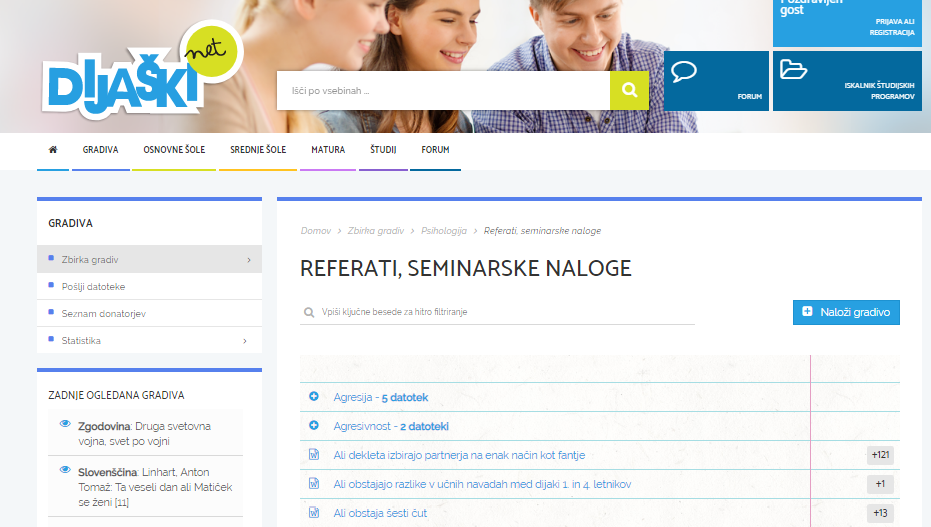 Pozdravljen
gost
PRIJAVA ALI
REGISTRACIJA
DIJAŠKI net
Išči po vsebinah ...
FORUM
ISKALNIK ŠTUDIJSKIH
PROGRAMOV
GRADIVA OSNOVNE ŠOLE SREDNJE ŠOLE MATURA ŠTUDIJ FORUM
GRADIVA
Zbirka gradiv
Pošlji datoteke
Seznam donatorjev
Statistika
ZADNJE OGLEDANA GRADIVA
Zgodovina: Druga svetovna
vojna, svet po vojni
Slovenščina: Linhart, Anton
Tomaž: Ta veseli dan ali Matiček
se ženi [11]
Domov > Zbirka gradiv > Psihologija > Referati, seminarske naloge
REFERATI, SEMINARSKE NALOGE
Vpiši ključne besede za hitro filtriranje
Naloži gradivo
Agresija - 5 datotek
Agresivnost - 2 datoteki
Ali dekleta izbirajo partnerja na enak način kot fantje +121
Ali obstajajo razlike v učnih navadah med dijaki 1. in 4. letnikov +1
Ali obstaja šesti čut +13